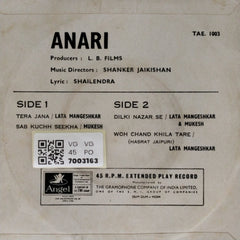 TAE. 1003
ANARI
Producers : L. B. FILMS
Music Directors : SHANKER JAIKISHAN
Lyric : SHAILENDRA
SIDE 1
TERA JANA / LATA MANGESHKAR
SAB KUCHH SEEKHA / MUKESH
SIDE 2
DILKI NAZAR SE / LATA MANGESHKAR
& MUKESH
WOH CHAND KHILA TARE /
(HASRAT JAIPURI)
LATA MANGESHKAR
VG VG
45 PO
7003163
Angel
45 R.P.M. EXTENDED PLAY RECORD
THE GRAMOPHONE COMPANY OF INDIA LIMITED,